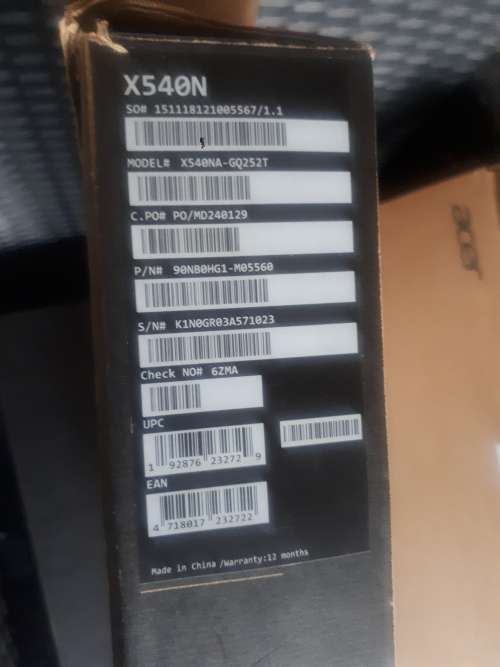 X540N
SO# 151118121005567/1.1
MODEL# X540NA-GQ252T
C.PO# PO/MD240129
P/N# 90NB0HG1-M05560
S/N# K1N0GR03A571023
Check NO# 6ZMA
UPC
1 92876 23272 9
EAN
4 718017 232722
Made in China /Warranty:12 months
acer